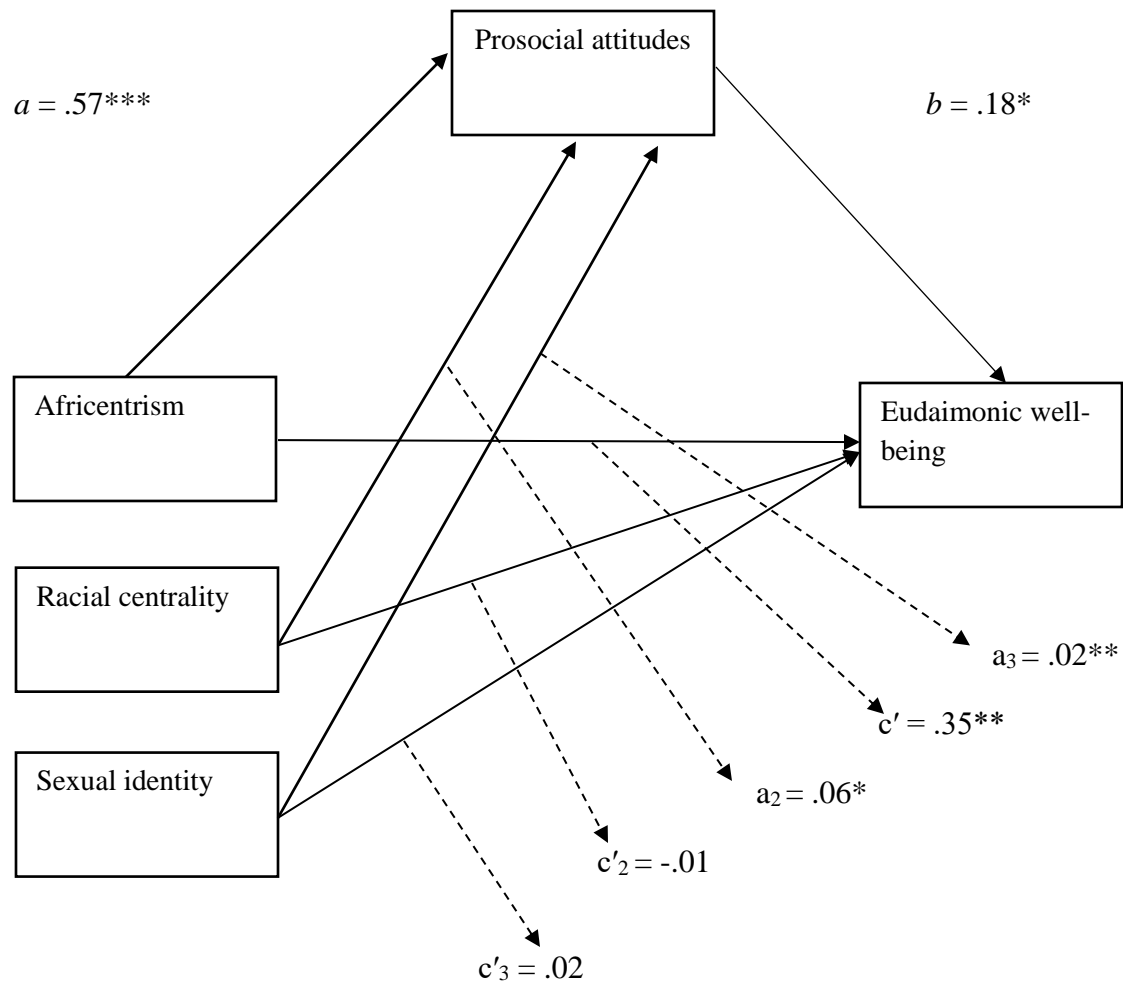 Prosocial attitudes
a = .57***
b = .18*
Africentrism
Eudaimonic well-
being
Racial centrality
a₃ = .02**
c′ = .35**
Sexual identity
a₂ = .06*
c′₂ = -.01
c′₃ = .02